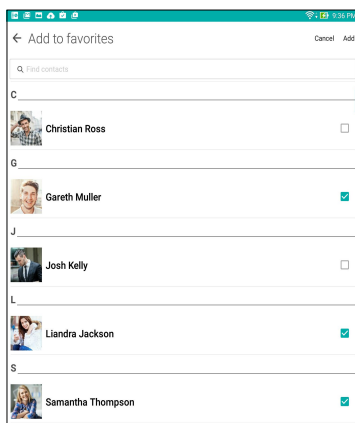 9:36 PM
Add to favorites
Cancel Add
Find contacts
C
Christian Ross
G
Gareth Muller
J
Josh Kelly
L
Liandra Jackson
S
Samantha Thompson